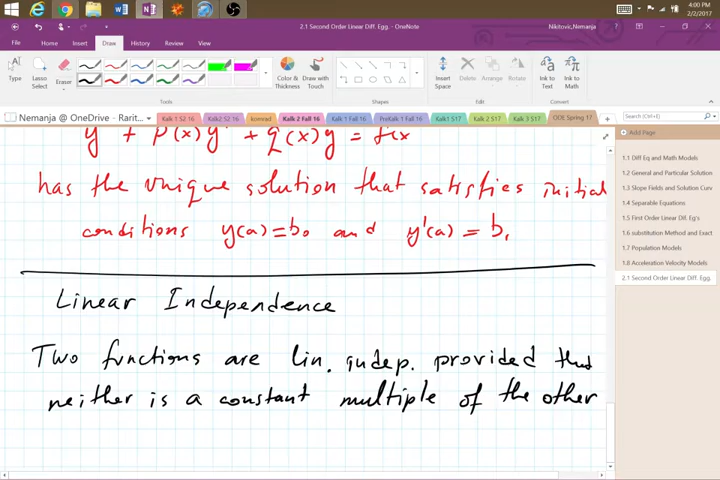 4:00 PM
2/2/2017
2.1 Second Order Linear Diff. Egg. - OneNote
Nikitovic,Nemanja
File Home Insert Draw History Review View
Type Lasso Select Eraser
Color & Thickness Draw with Touch
Insert Space Delete Arrange Rotate
Ink to Text Ink to Math
Tools Shapes Edit Convert
Nemanja @ OneDrive - Rarit...
Kalk 1 S2 16 Kalk2 S2 16 komrad Kalk 2 Fall 16 Kalk 1 Fall 16 PreKalk 1 Fall 16 Kalk1 S17 Kalk 2 S17 Kalk 3 S17 ODE Spring 17
Search (Ctrl+E)
Add Page
1.1 Diff Eq and Math Models
1.2 General and Particular Solution
1.3 Slope Fields and Solution Curv
1.4 Separable Equations
1.5 First Order Linear Diff. Eg's
1.6 substitution Method and Exact
1.7 Population Models
1.8 Acceleration Velocity Models
2.1 Second Order Linear Diff. Egg.
+ P(x)y' + q(x)y = f(x
has the unique solution that satisfies initial
conditions y(a)=b₀ and y'(a) = b₁
Linear Independence
Two functions are lin. indep. provided that
neither is a constant multiple of the other